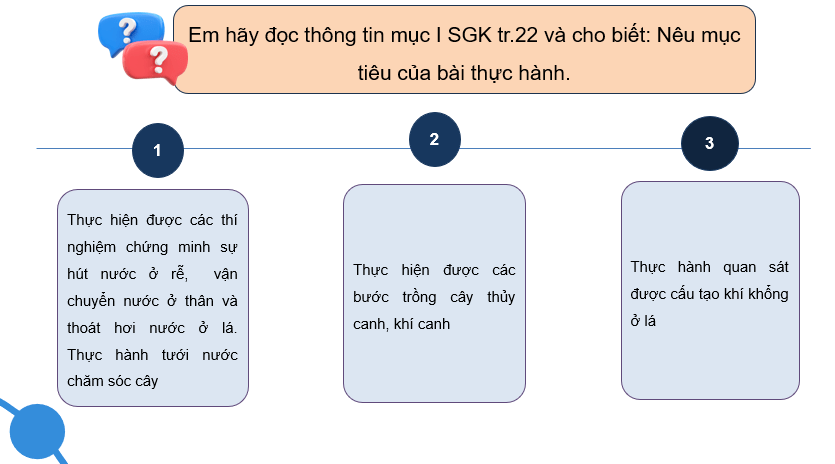 ?
?
Em hãy đọc thông tin mục I SGK tr.22 và cho biết: Nêu mục
tiêu của bài thực hành.
1
2
3
Thực hiện được các thí
nghiệm chứng minh sự
hút nước ở rễ, vận
chuyển nước ở thân và
thoát hơi nước ở lá.
Thực hành tưới nước
chăm sóc cây
Thực hiện được các
bước trồng cây thủy
canh, khí canh
Thực hành quan sát
được cấu tạo khí khổng
ở lá